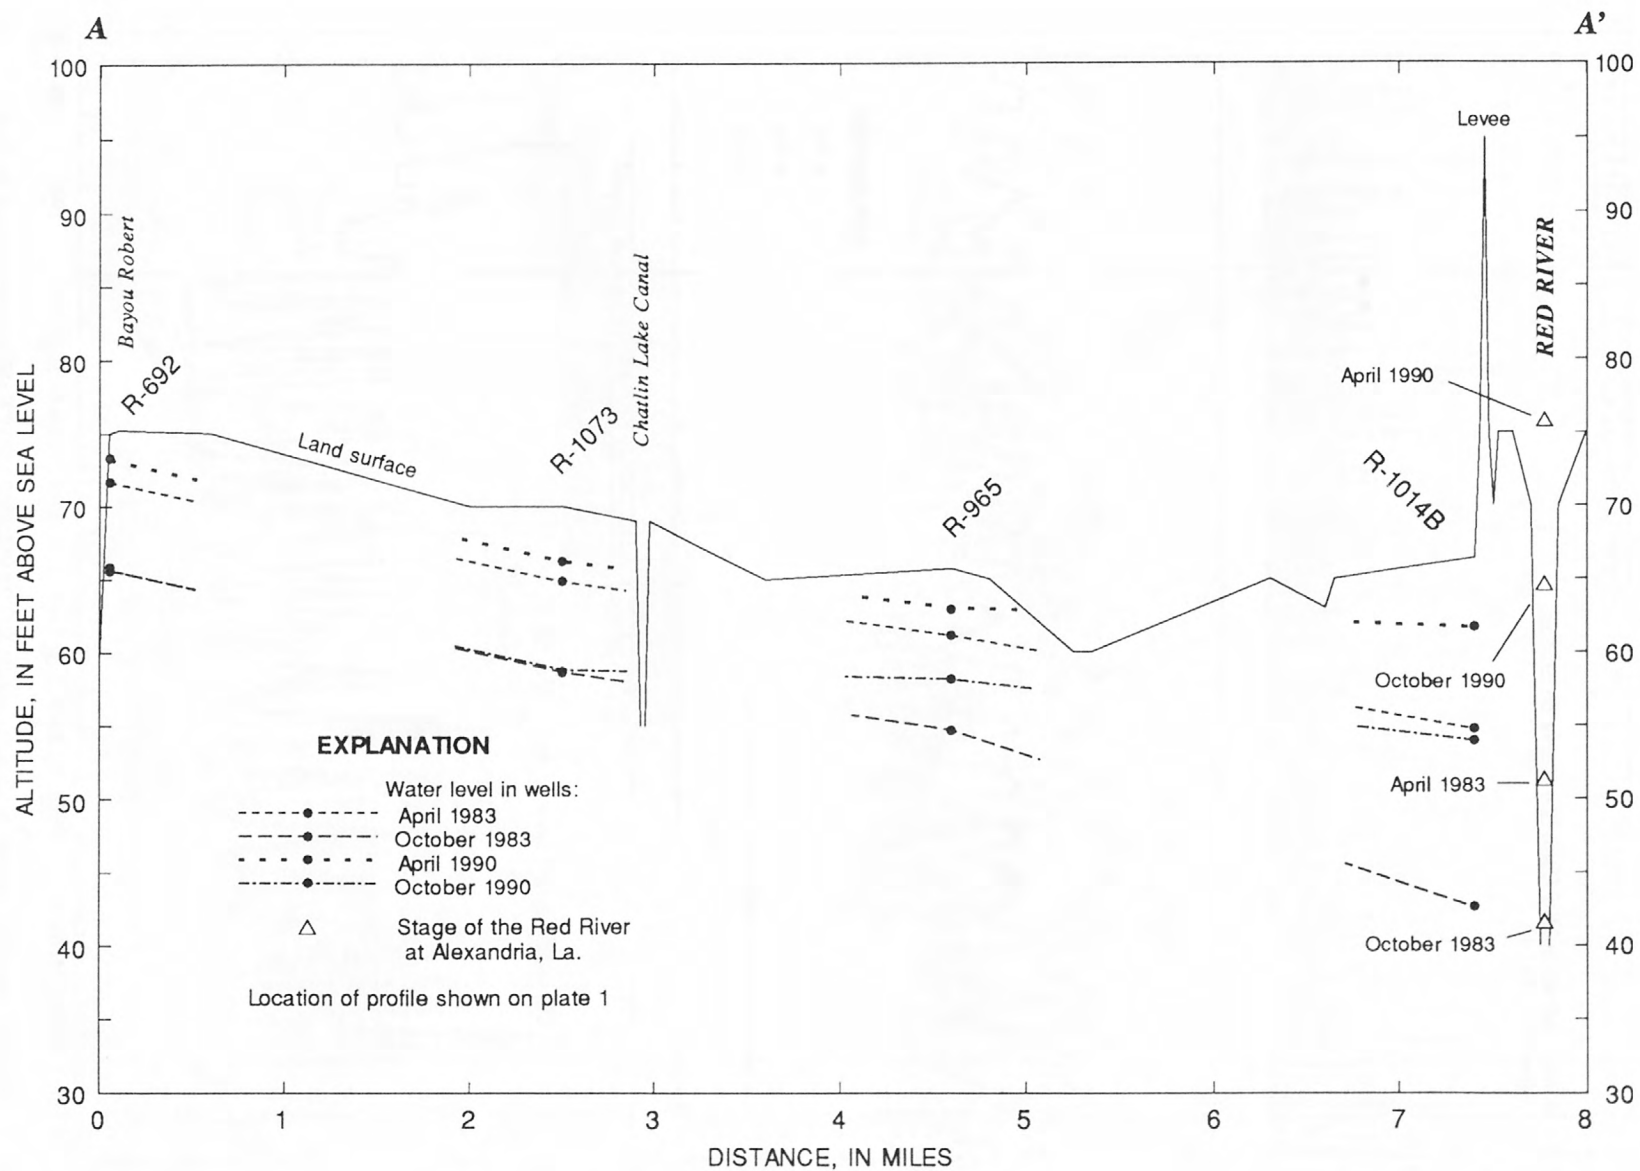 A
A’
100
100
Levee
90
90
Bayou Robert
RED RIVER
Chatlin Lake Canal
80
80
R-692
April 1990
R-1073
Land surface
R-965
R-1014B
70
70
60
60
October 1990
EXPLANATION
Water level in wells:
April 1983
October 1983
April 1990
October 1990
Stage of the Red River
at Alexandria, La.
Location of profile shown on plate 1
50
50
April 1983
40
40
October 1983
30
30
0 1 2 3 4 5 6 7 8
ALTITUDE, IN FEET ABOVE SEA LEVEL
DISTANCE, IN MILES